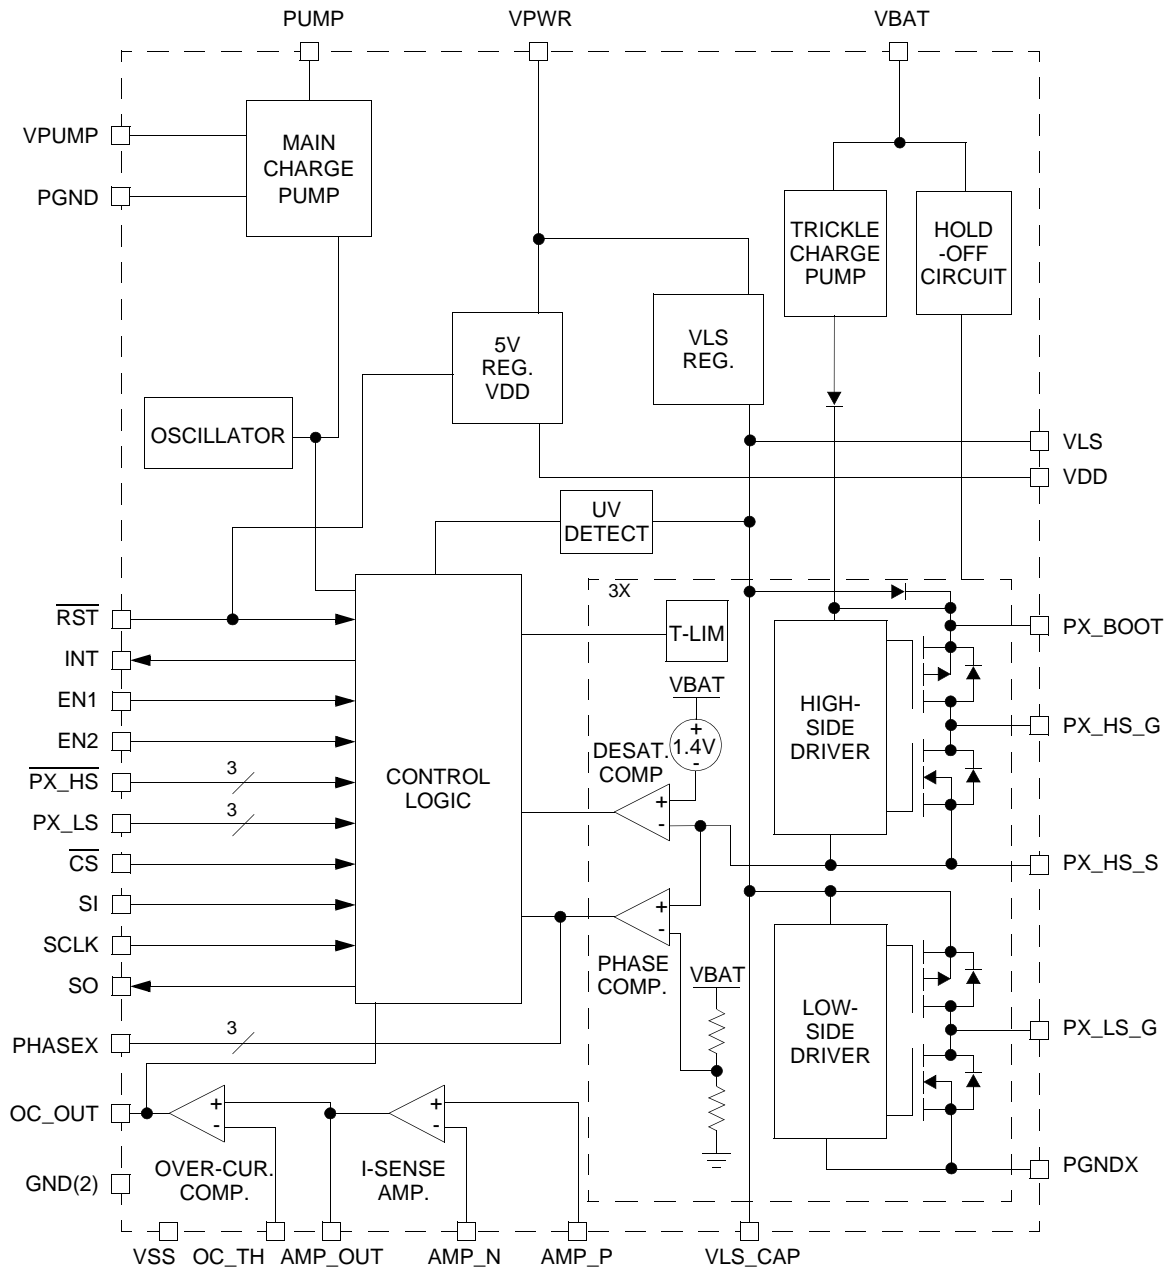 PUMP
VPWR
VBAT
VPUMP
MAIN
CHARGE
PUMP
PGND
TRICKLE
CHARGE
PUMP
HOLD
-OFF
CIRCUIT
5V
REG.
VDD
VLS
REG.
OSCILLATOR
VLS
VDD
UV
DETECT
3X
RST
T-LIM
PX_BOOT
INT
VBAT
EN1
HIGH-
SIDE
DRIVER
PX_HS_G
EN2
+
1.4V
-
DESAT.
COMP.
CONTROL
LOGIC
PX_HS
3
+
-
PX_LS
3
CS
PX_HS_S
SI
+
-
SCLK
PHASE
COMP.
VBAT
SO
LOW-
SIDE
DRIVER
PX_LS_G
PHASEX
3
OC_OUT
+
-
+
-
OVER-CUR.
COMP.
I-SENSE
AMP.
PGNDX
GND(2)
VSS
OC_TH
AMP_OUT
AMP_N
AMP_P
VLS_CAP